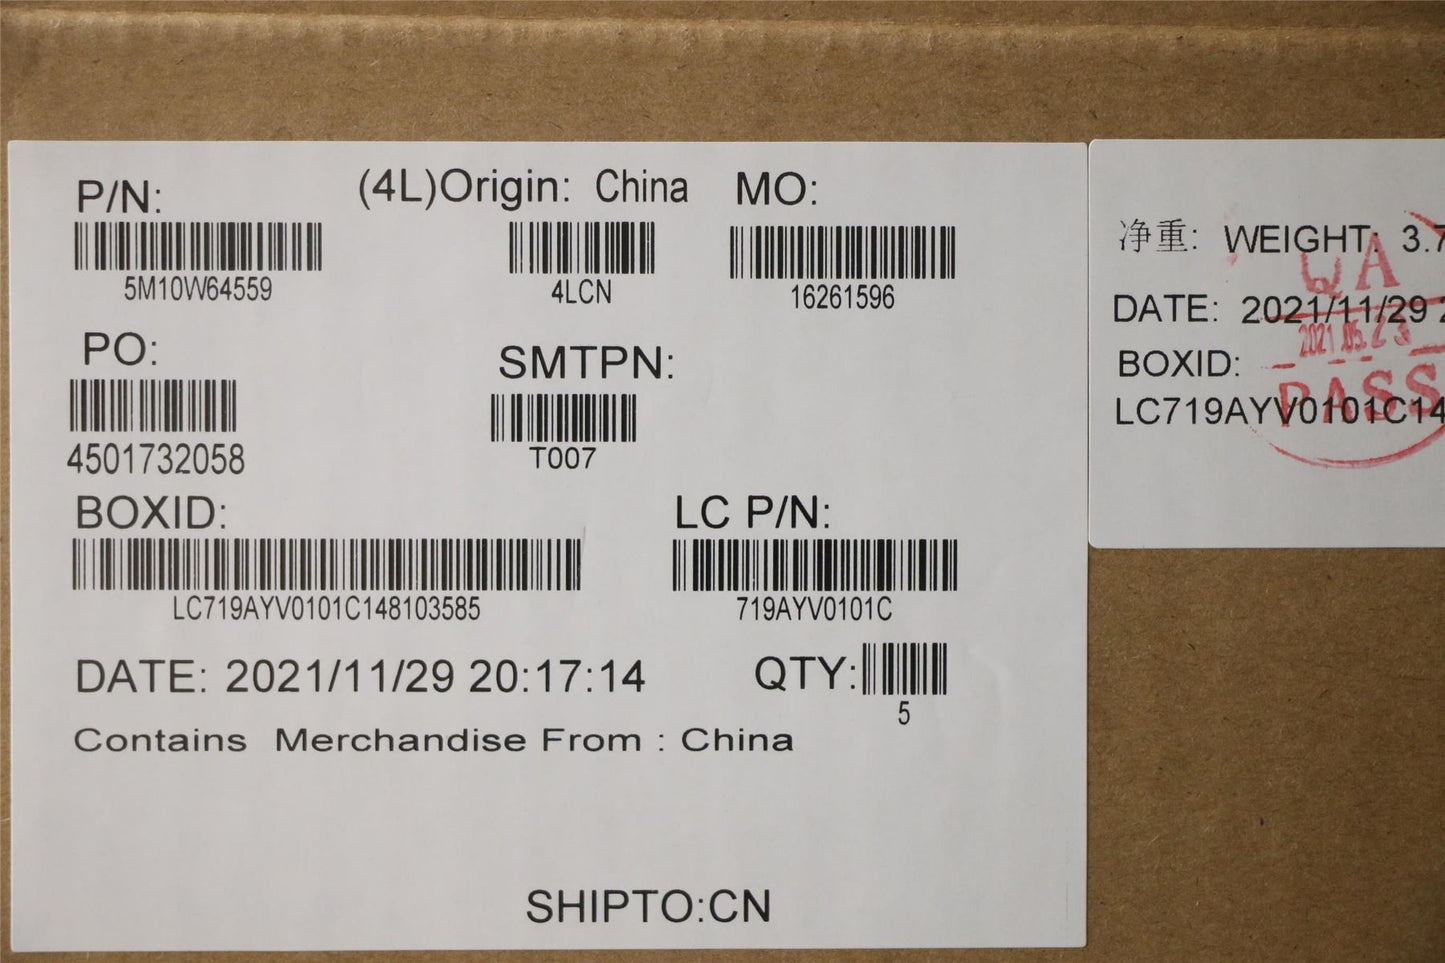 P/N:
(4L)Origin: China
MO:
5M10W64559
4LCN
16261596
PO:
SMTPN:
4501732058
T007
BOXID:
LC P/N:
LC719AYV0101C148103585
719AYV0101C
DATE: 2021/11/29 20:17:14
QTY:
5
Contains Merchandise From : China
SHIPTO:CN
净重: WEIGHT: 3.7
QA
DATE: 2021/11/29 2
BOXID:
PASS
LC719AYV0101C14